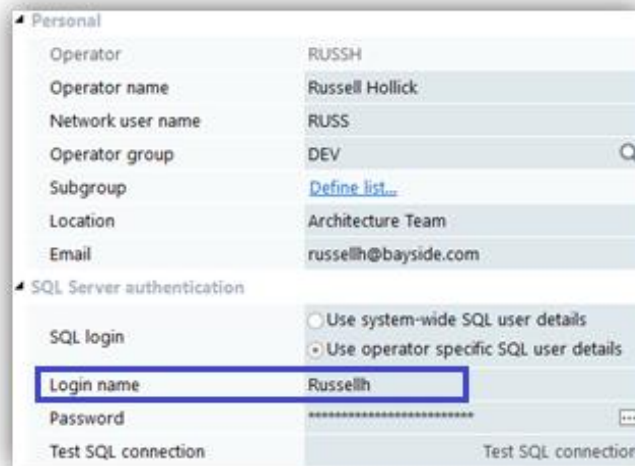 Personal
Operator RUSSH
Operator name Russell Hollick
Network user name RUSS
Operator group DEV
Subgroup Define list...
Location Architecture Team
Email russellh@bayside.com
SQL Server authentication
SQL login Use system-wide SQL user details
Use operator specific SQL user details
Login name Russellh
Password *************************
Test SQL connection Test SQL connection